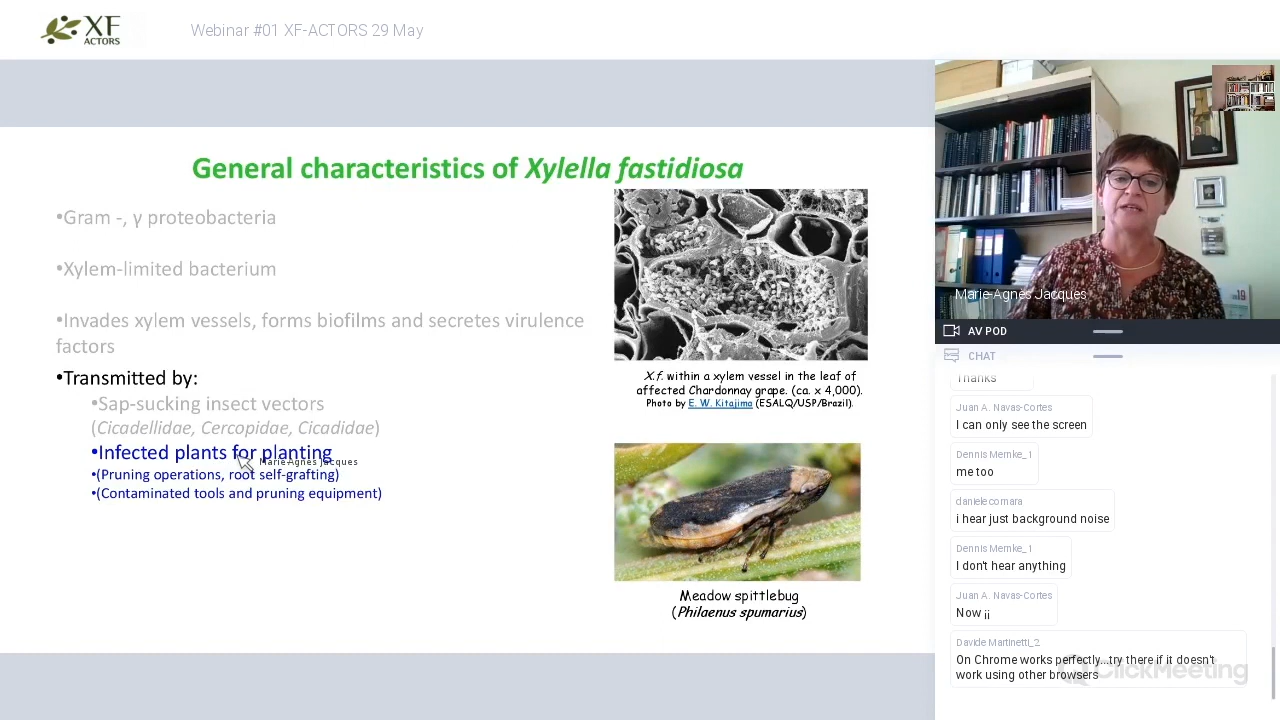 XF
ACTORS
Webinar #01 XF-ACTORS 29 May
General characteristics of Xylella fastidiosa
•Gram -, γ proteobacteria
•Xylem-limited bacterium
•Invades xylem vessels, forms biofilms and secretes virulence
factors
•Transmitted by:
•Sap-sucking insect vectors
(Cicadellidae, Cercopidae, Cicadidae)
•Infected plants for planting
Marie-Agnès Jacques
•(Pruning operations, root self-grafting)
•(Contaminated tools and pruning equipment)
X.f. within a xylem vessel in the leaf of
affected Chardonnay grape. (ca. x 4,000).
Photo by E. W. Kitajima (ESALQ/USP/Brazil).
Meadow spittlebug
(Philaenus spumarius)
Marie-Agnès Jacques
19
AV POD
CHAT
Thanks
Juan A. Navas-Cortes
I can only see the screen
Dennis Mernke_1
me too
daniele cornara
i hear just background noise
Dennis Mernke_1
I don't hear anything
Juan A. Navas-Cortes
Now ¡¡
Davide Martinetti_2
On Chrome works perfectly...try there if it doesn't
work using other browsers
ClickMeeting